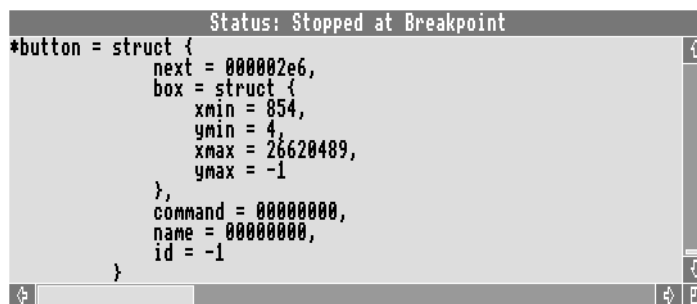 Status: Stopped at Breakpoint
*button = struct {
next = 000002e6,
box = struct {
xmin = 854,
ymin = 4,
xmax = 26620489,
ymax = -1
},
command = 00000000,
name = 00000000,
id = -1
}